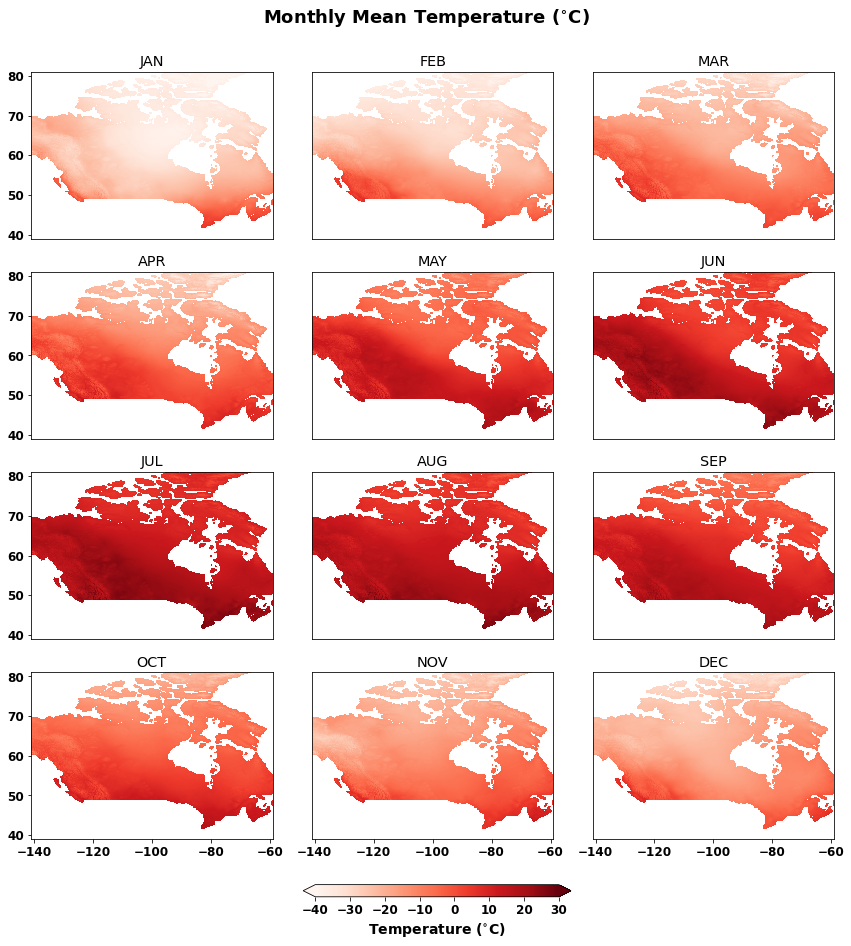 Monthly Mean Temperature (°C)
JAN FEB MAR
80
70
60
50
40
APR MAY JUN
80
70
60
50
40
JUL AUG SEP
80
70
60
50
40
OCT NOV DEC
80
70
60
50
40
−140 −120 −100 −80 −60 −140 −120 −100 −80 −60 −140 −120 −100 −80 −60
−40 −30 −20 −10 0 10 20 30
Temperature (°C)